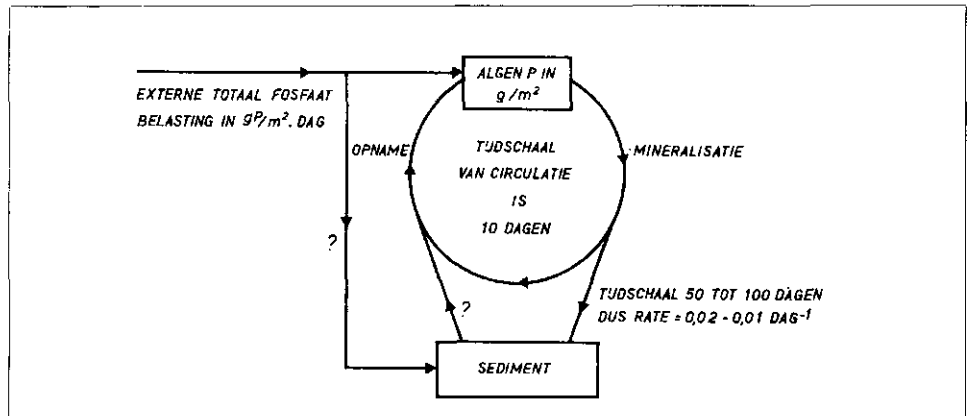 ALGEN P IN
g/m²
EXTERNE TOTAAL FOSFAAT
BELASTING IN gP/m². DAG
OPNAME
TIJDSCHAAL
VAN CIRCULATIE
IS
10 DAGEN
MINERALISATIE
?
?
TIJDSCHAAL 50 TOT 100 DAGEN
DUS RATE = 0,02 - 0,01 DAG⁻¹
SEDIMENT